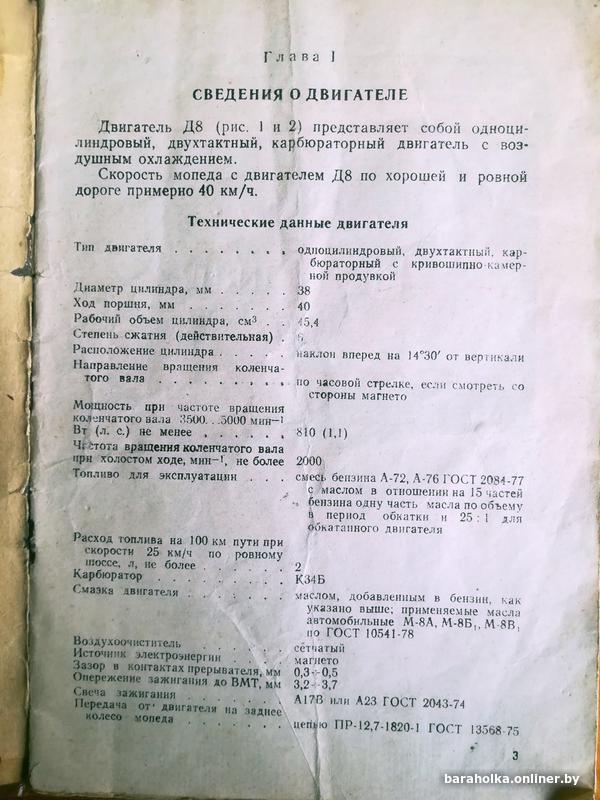 Глава I
СВЕДЕНИЯ О ДВИГАТЕЛЕ
Двигатель Д8 (рис. 1 и 2) представляет собой одноци-
линдровый, двухтактный, карбюраторный двигатель с воз-
душным охлаждением.
Скорость мопеда с двигателем Д8 по хорошей и ровной
дороге примерно 40 км/ч.
Технические данные двигателя
Тип двигателя . . . . . . . . одноцилиндровый, двухтактный, кар-
бюраторный с кривошипно-камер-
ной продувкой
Диаметр цилиндра, мм . . . . . 38
Ход поршня, мм . . . . . . . 40
Рабочий объем цилиндра, см³ . . 45,4
Степень сжатия (действительная) . 6
Расположение цилиндра . . . . . наклон вперед на 14°30′ от вертикали
Направление вращения коленча-
того вала . . . . . . . . . по часовой стрелке, если смотреть со
стороны магнето
Мощность при частоте вращения
коленчатого вала 3500...5000 мин⁻¹
Вт (л. с.) не менее . . . . . . 810 (1,1)
Частота вращения коленчатого вала
при холостом ходе, мин⁻¹, не более 2000
Топливо для эксплуатации . . . смесь бензина А-72, А-76 ГОСТ 2084-77
с маслом в отношении на 15 частей
бензина одну часть масла по объему
в период обкатки и 25 : 1 для
обкатанного двигателя
Расход топлива на 100 км пути при
скорости 25 км/ч по ровному
шоссе, л, не более . . . . . . 2
Карбюратор . . . . . . . . . К34Б
Смазка двигателя . . . . . . . маслом, добавленным в бензин, как
указано выше; применяемые масла
автомобильные М-8А, М-8Б₁, М-8В₁
по ГОСТ 10541-78
Воздухоочиститель . . . . . . сетчатый
Источник электроэнергии . . . . магнето
Зазор в контактах прерывателя, мм 0,3÷0,5
Опережение зажигания до ВМТ, мм 3,2÷3,7
Свеча зажигания . . . . . . . А17В или А23 ГОСТ 2043-74
Передача от двигателя на заднее
колесо мопеда . . . . . . . цепью ПР-12,7-1820-1 ГОСТ 13568-75
3
baraholka.onliner.by